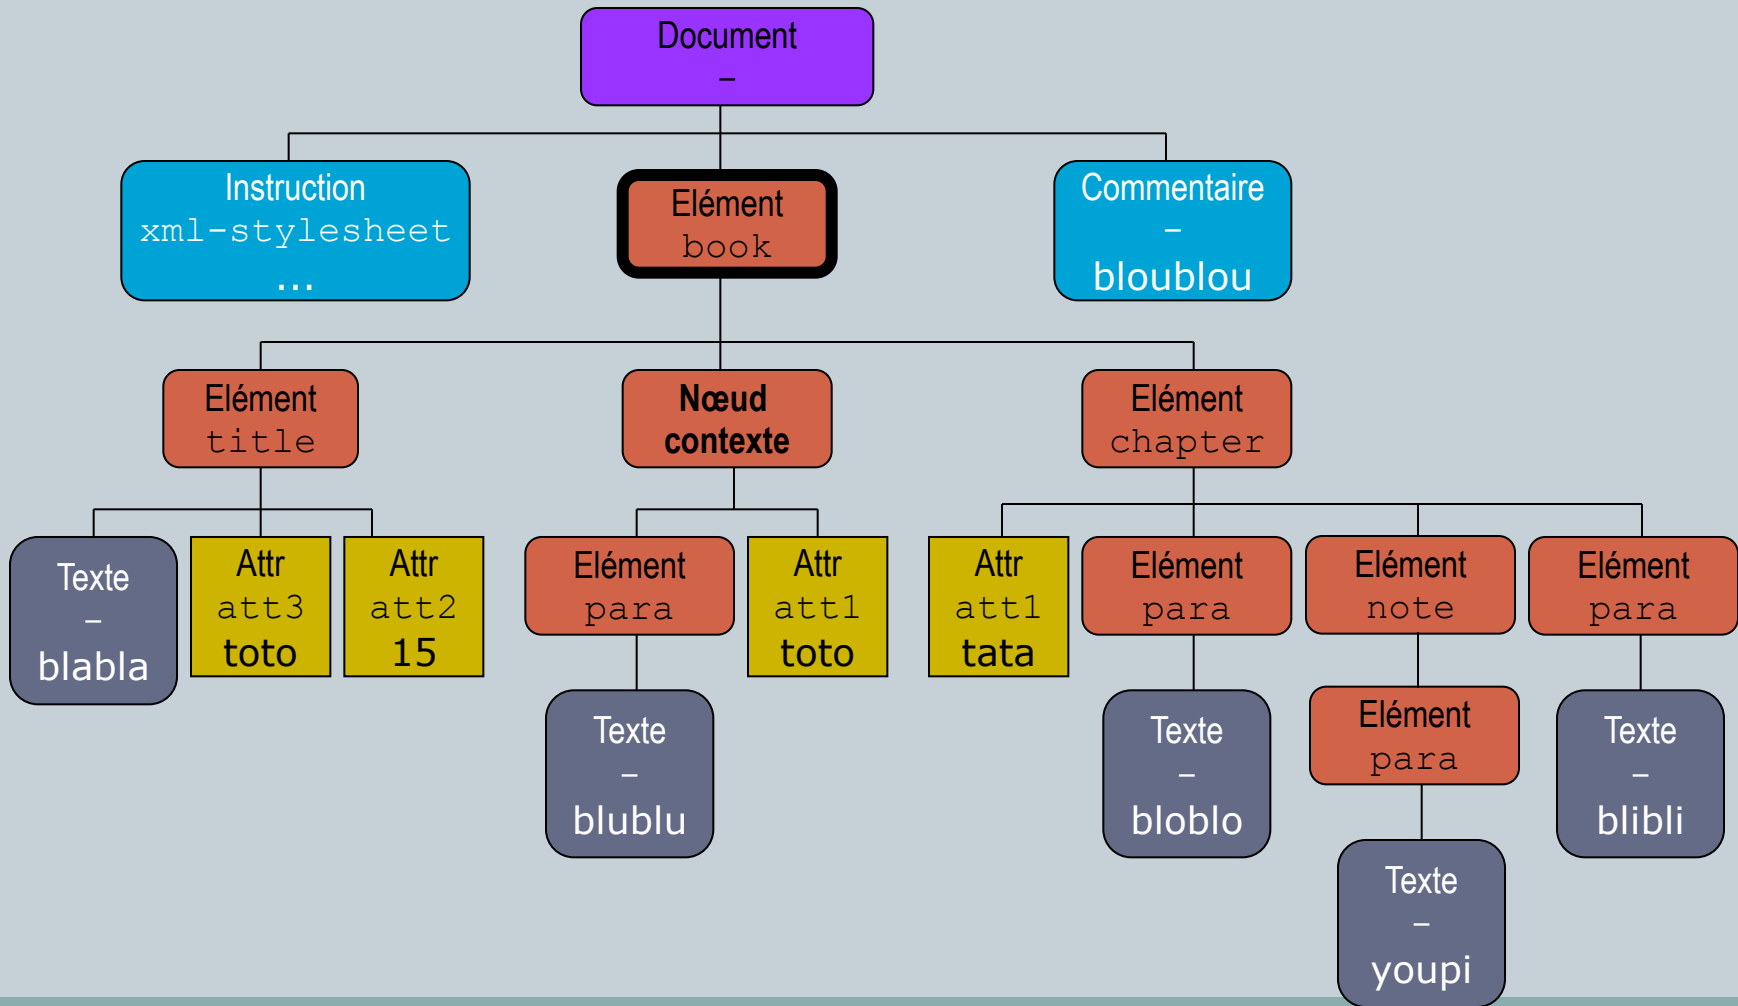 Document
–
Instruction
xml-stylesheet
...
Elément
book
Commentaire
–
bloublou
Elément
title
Nœud
contexte
Elément
chapter
Texte
–
blabla
Attr
att3
toto
Attr
att2
15
Elément
para
Attr
att1
toto
Attr
att1
tata
Elément
para
Elément
note
Elément
para
Texte
–
blublu
Texte
–
bloblo
Elément
para
Texte
–
blibli
Texte
–
youpi